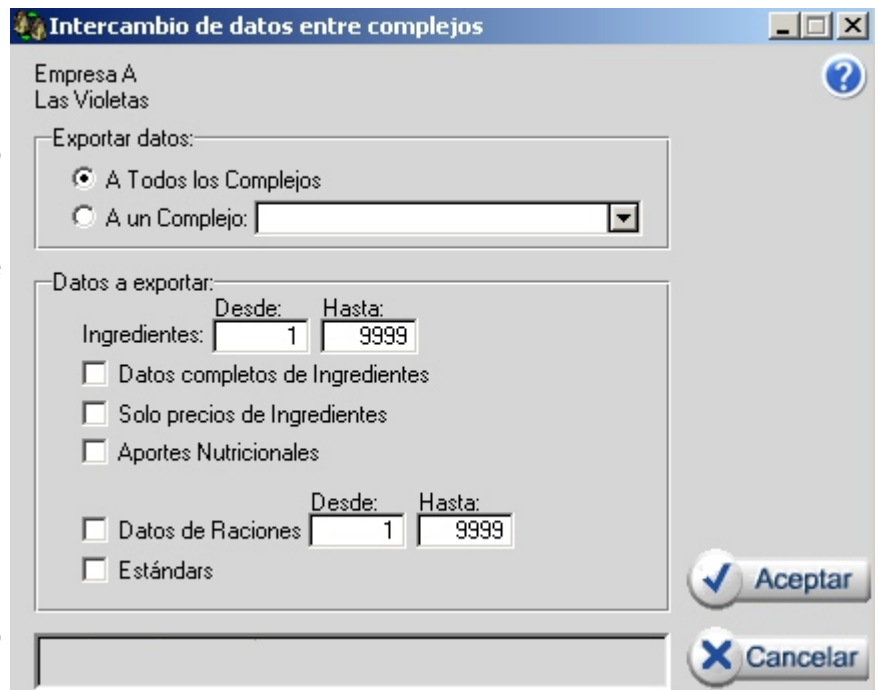 Intercambio de datos entre complejos
Empresa A
Las Violetas
Exportar datos:
A Todos los Complejos
A un Complejo:
Datos a exportar:
Desde: Hasta:
Ingredientes: 1 9999
Datos completos de Ingredientes
Solo precios de Ingredientes
Aportes Nutricionales
Desde: Hasta:
Datos de Raciones 1 9999
Estándars
Aceptar
Cancelar